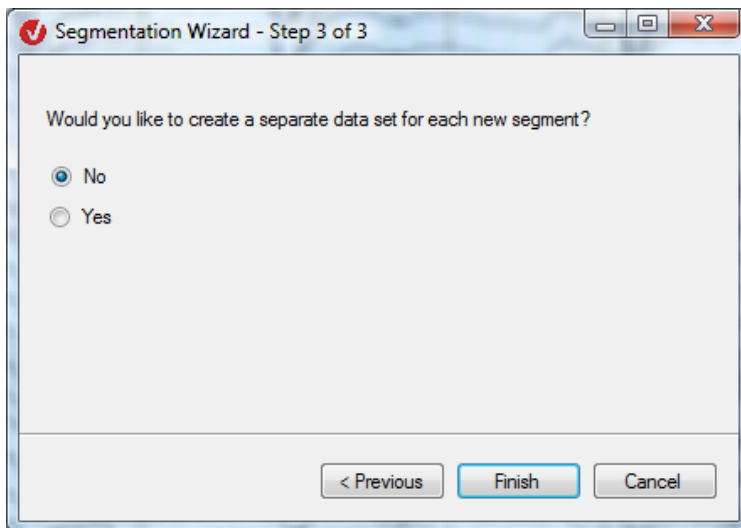 Segmentation Wizard - Step 3 of 3
Would you like to create a separate data set for each new segment?
No
Yes
< Previous Finish Cancel